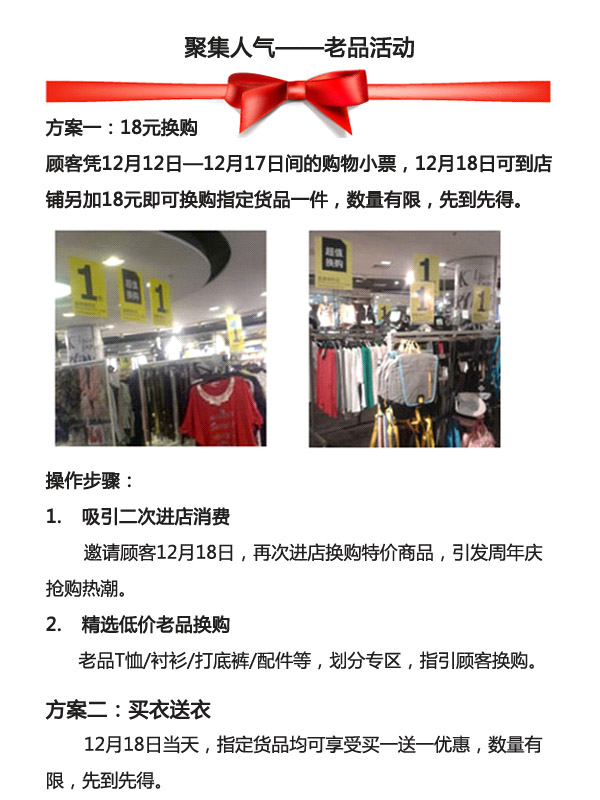 聚集人气——老品活动
方案一：18元换购
顾客凭12月12日—12月17日间的购物小票，12月18日可到店
铺另加18元即可换购指定货品一件，数量有限，先到先得。
1
超值
换购
1
1
超值
换购
1
1
操作步骤：
1. 吸引二次进店消费
邀请顾客12月18日，再次进店换购特价商品，引发周年庆
抢购热潮。
2. 精选低价老品换购
老品T恤/衬衫/打底裤/配件等，划分专区，指引顾客换购。
方案二：买衣送衣
12月18日当天，指定货品均可享受买一送一优惠，数量有
限，先到先得。